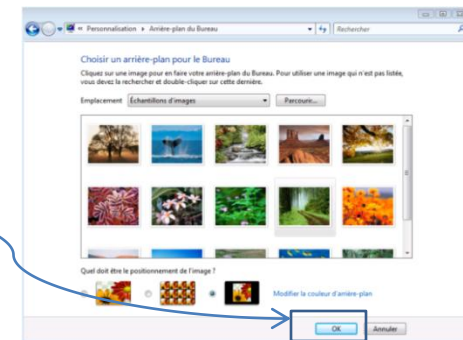 « Personnalisation ▸ Arrière-plan du Bureau
Rechercher
Choisir un arrière-plan pour le Bureau
Cliquez sur une image pour en faire votre arrière-plan du Bureau. Pour utiliser une image qui n'est pas listée,
vous devez la rechercher et double-cliquer sur cette dernière.
Emplacement Échantillons d'images Parcourir...
Quel doit être le positionnement de l'image ?
Modifier la couleur d'arrière-plan
OK Annuler